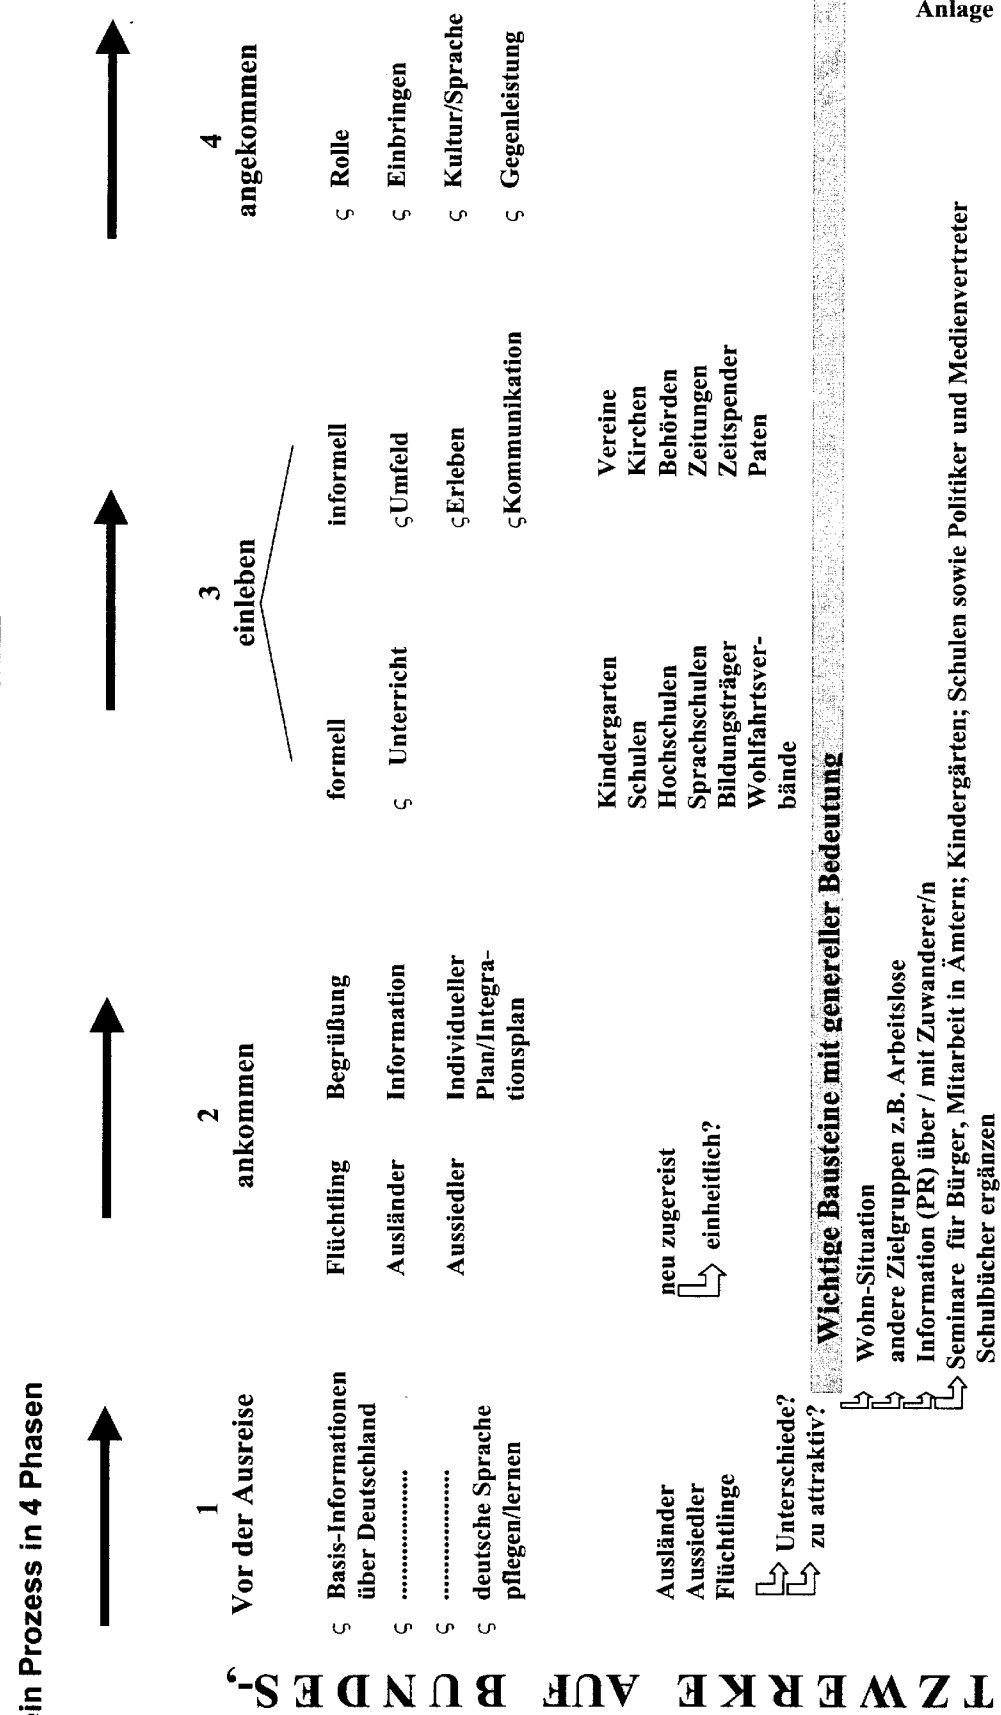 Anlage
ein Prozess in 4 Phasen
1
Vor der Ausreise
ς Basis-Informationen
über Deutschland
ς ....................
ς ....................
ς deutsche Sprache
pflegen/lernen
Ausländer
Aussiedler
Flüchtlinge
Unterschiede?
zu attraktiv?
2
ankommen
Flüchtling Begrüßung
Ausländer Information
Aussiedler Individueller
Plan/Integra-
tionsplan
neu zugereist
einheitlich?
3
einleben
formell
ς Unterricht
Kindergarten
Schulen
Hochschulen
Sprachschulen
Bildungsträger
Wohlfahrtsver-
bände
informell
ςUmfeld
ςErleben
ςKommunikation
Vereine
Kirchen
Behörden
Zeitungen
Zeitspender
Paten
4
angekommen
ς Rolle
ς Einbringen
ς Kultur/Sprache
ς Gegenleistung
Wichtige Bausteine mit genereller Bedeutung
Wohn-Situation
andere Zielgruppen z.B. Arbeitslose
Information (PR) über / mit Zuwanderer/n
Seminare für Bürger, Mitarbeit in Ämtern; Kindergärten; Schulen sowie Politiker und Medienvertreter
Schulbücher ergänzen
TZWERKE AUF BUNDES-,